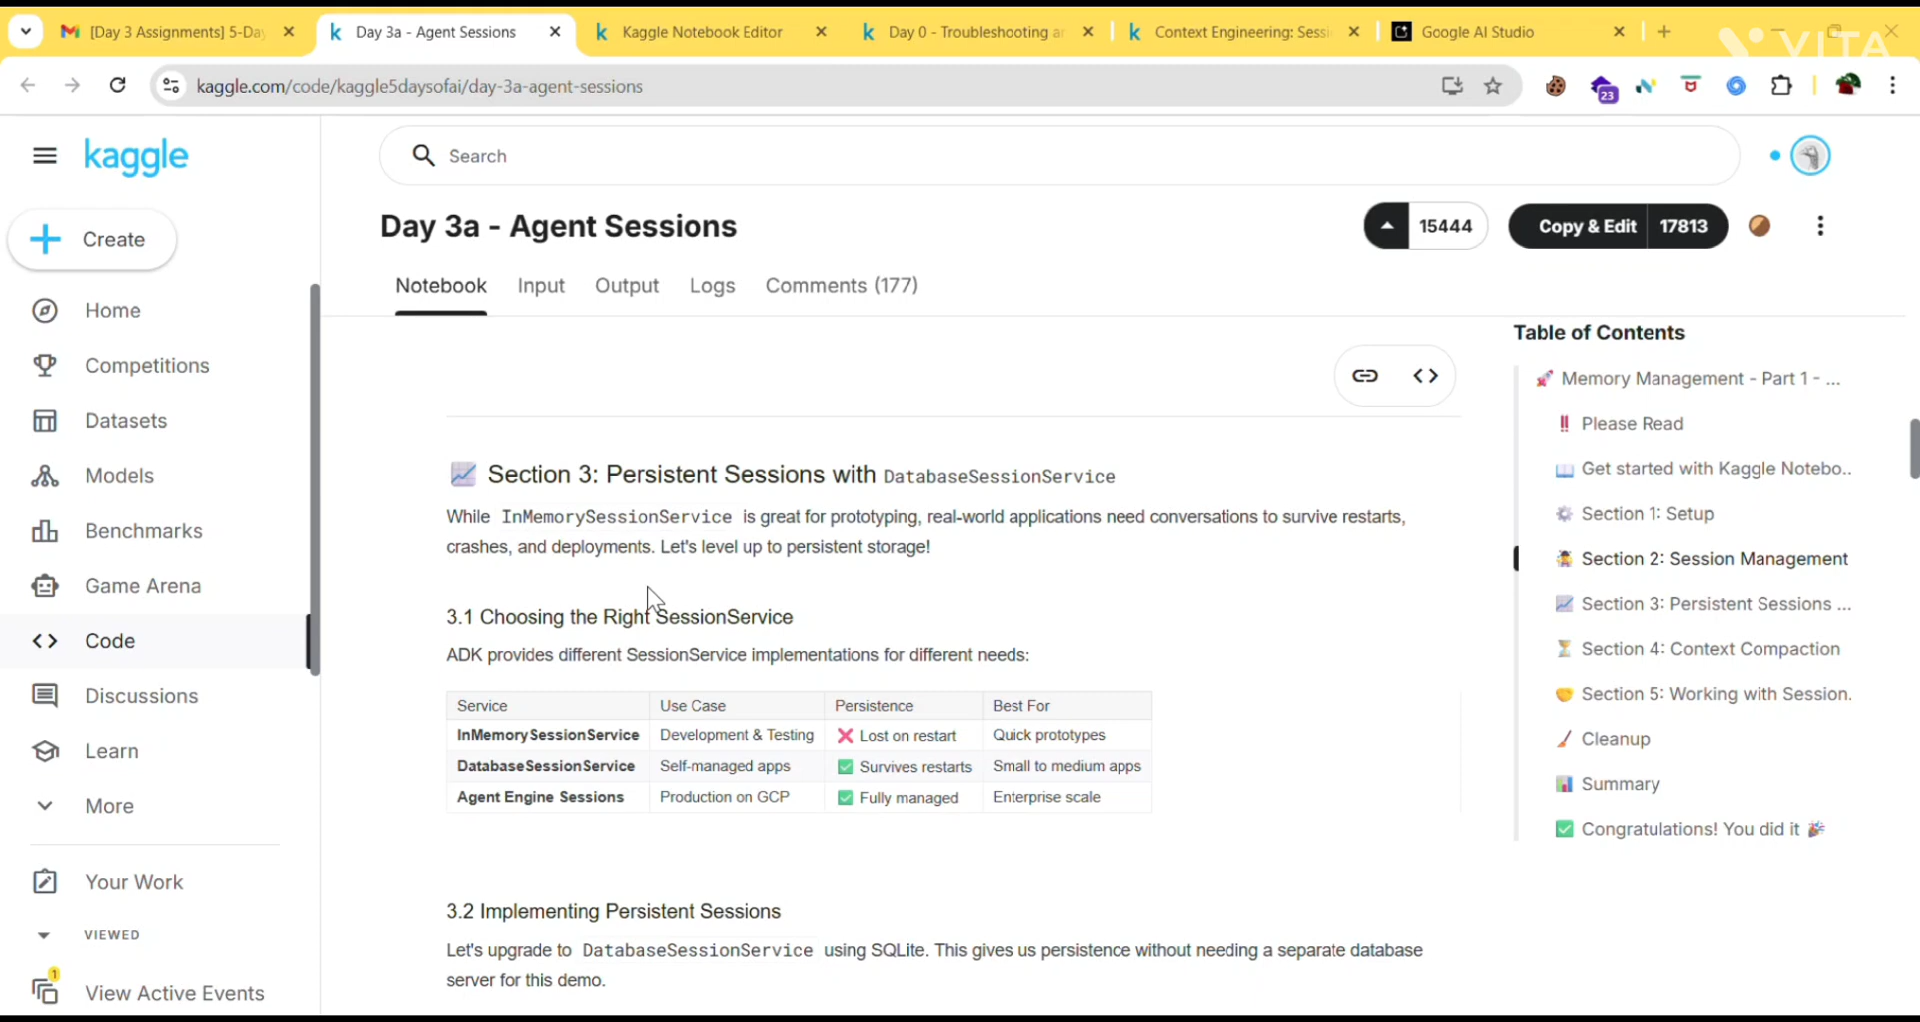 [Day 3 Assignments] 5-Da
Day 3a - Agent Sessions
Kaggle Notebook Editor
Day 0 - Troubleshooting a
Context Engineering: Sessi
Google AI Studio
VITA
kaggle.com/code/kaggle5daysofai/day-3a-agent-sessions
23
kaggle
Search
Create
Day 3a - Agent Sessions
15444
Copy & Edit 17813
Notebook Input Output Logs Comments (177)
Home
Competitions
Datasets
Models
Benchmarks
Game Arena
Code
Discussions
Learn
More
Your Work
VIEWED
1
View Active Events
Section 3: Persistent Sessions with DatabaseSessionService
While InMemorySessionService is great for prototyping, real-world applications need conversations to survive restarts,
crashes, and deployments. Let's level up to persistent storage!
3.1 Choosing the Right SessionService
ADK provides different SessionService implementations for different needs:
Service Use Case Persistence Best For
InMemorySessionService Development & Testing ❌ Lost on restart Quick prototypes
DatabaseSessionService Self-managed apps ✅ Survives restarts Small to medium apps
Agent Engine Sessions Production on GCP ✅ Fully managed Enterprise scale
3.2 Implementing Persistent Sessions
Let's upgrade to DatabaseSessionService using SQLite. This gives us persistence without needing a separate database
server for this demo.
Table of Contents
🚀 Memory Management - Part 1 - ...
‼️ Please Read
📖 Get started with Kaggle Notebo..
⚙️ Section 1: Setup
Section 2: Session Management
📈 Section 3: Persistent Sessions ...
⏳ Section 4: Context Compaction
🤝 Section 5: Working with Session.
🧹 Cleanup
📊 Summary
✅ Congratulations! You did it 🎉